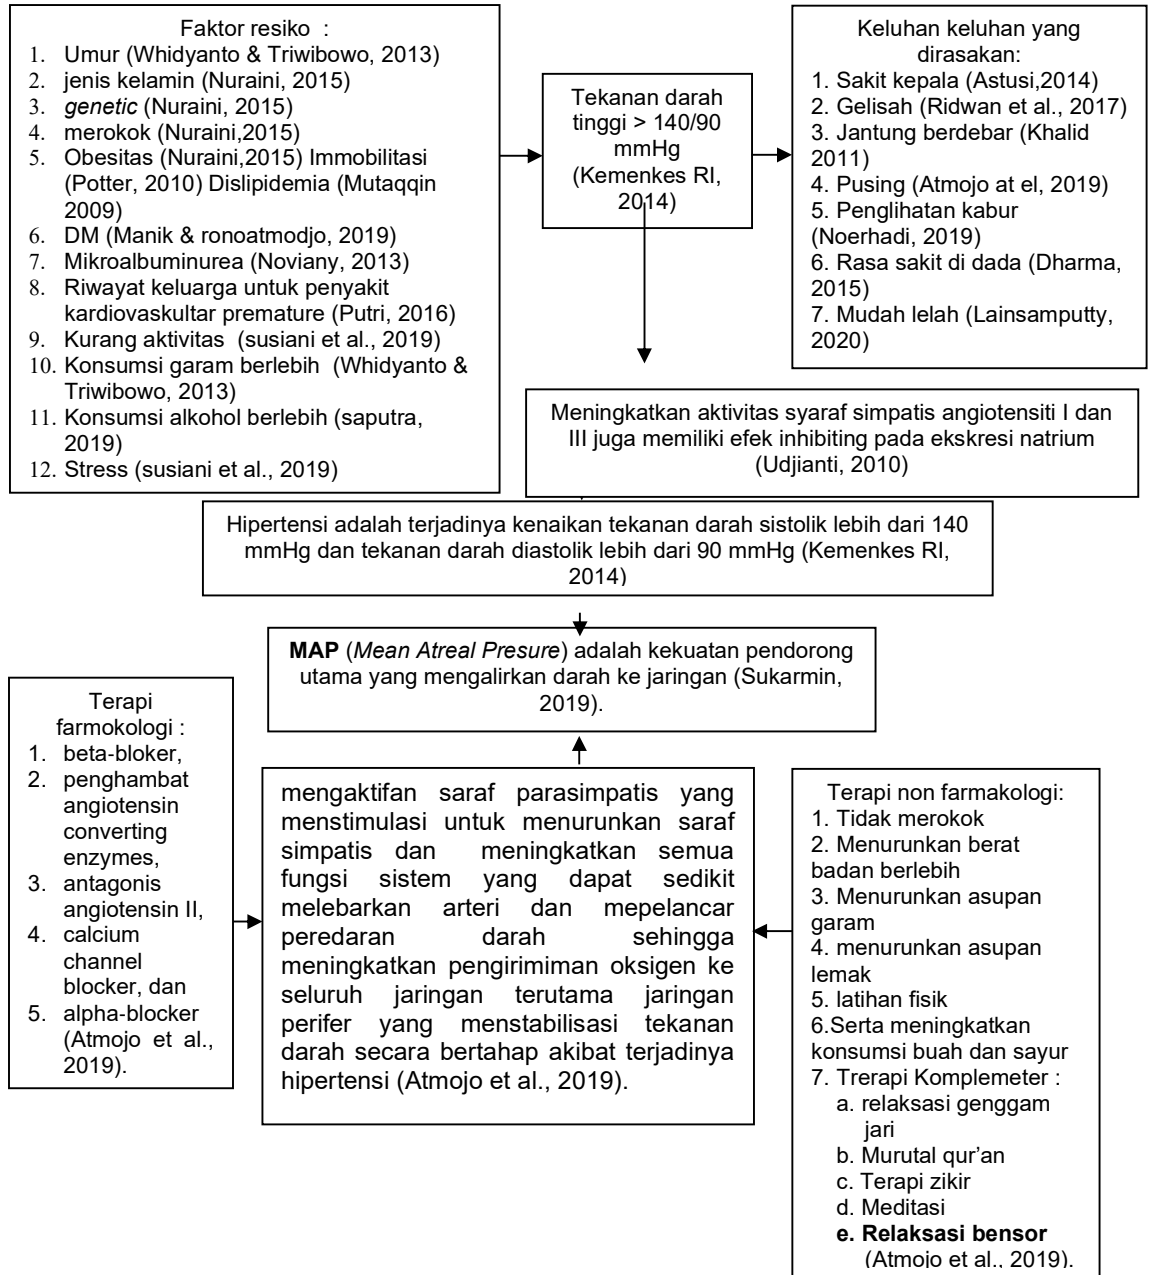 Faktor resiko :
1. Umur (Whidyanto & Triwibowo, 2013)
2. jenis kelamin (Nuraini, 2015)
3. genetic (Nuraini, 2015)
4. merokok (Nuraini,2015)
5. Obesitas (Nuraini,2015) Immobilitasi
(Potter, 2010) Dislipidemia (Mutaqqin
2009)
6. DM (Manik & ronoatmodjo, 2019)
7. Mikroalbuminurea (Noviany, 2013)
8. Riwayat keluarga untuk penyakit
kardiovaskultar premature (Putri, 2016)
9. Kurang aktivitas (susiani et al., 2019)
10. Konsumsi garam berlebih (Whidyanto &
Triwibowo, 2013)
11. Konsumsi alkohol berlebih (saputra,
2019)
12. Stress (susiani et al., 2019)
Tekanan darah
tinggi > 140/90
mmHg
(Kemenkes RI,
2014)
Keluhan keluhan yang
dirasakan:
1. Sakit kepala (Astusi,2014)
2. Gelisah (Ridwan et al., 2017)
3. Jantung berdebar (Khalid
2011)
4. Pusing (Atmojo at el, 2019)
5. Penglihatan kabur
(Noerhadi, 2019)
6. Rasa sakit di dada (Dharma,
2015)
7. Mudah lelah (Lainsamputty,
2020)
Meningkatkan aktivitas syaraf simpatis angiotensiti I dan
III juga memiliki efek inhibiting pada ekskresi natrium
(Udjianti, 2010)
Hipertensi adalah terjadinya kenaikan tekanan darah sistolik lebih dari 140
mmHg dan tekanan darah diastolik lebih dari 90 mmHg (Kemenkes RI,
2014)
MAP (Mean Atreal Presure) adalah kekuatan pendorong
utama yang mengalirkan darah ke jaringan (Sukarmin,
2019).
Terapi
farmokologi :
1. beta-bloker,
2. penghambat
angiotensin
converting
enzymes,
3. antagonis
angiotensin II,
4. calcium
channel
blocker, dan
5. alpha-blocker
(Atmojo et al.,
2019).
mengaktifan saraf parasimpatis yang
menstimulasi untuk menurunkan saraf
simpatis dan meningkatkan semua
fungsi sistem yang dapat sedikit
melebarkan arteri dan mepelancar
peredaran darah sehingga
meningkatkan pengirimiman oksigen ke
seluruh jaringan terutama jaringan
perifer yang menstabilisasi tekanan
darah secara bertahap akibat terjadinya
hipertensi (Atmojo et al., 2019).
Terapi non farmakologi:
1. Tidak merokok
2. Menurunkan berat
badan berlebih
3. Menurunkan asupan
garam
4. menurunkan asupan
lemak
5. latihan fisik
6.Serta meningkatkan
konsumsi buah dan sayur
7. Trerapi Komplemeter :
a. relaksasi genggam
jari
b. Murutal qur’an
c. Terapi zikir
d. Meditasi
e. Relaksasi bensor
(Atmojo et al., 2019).